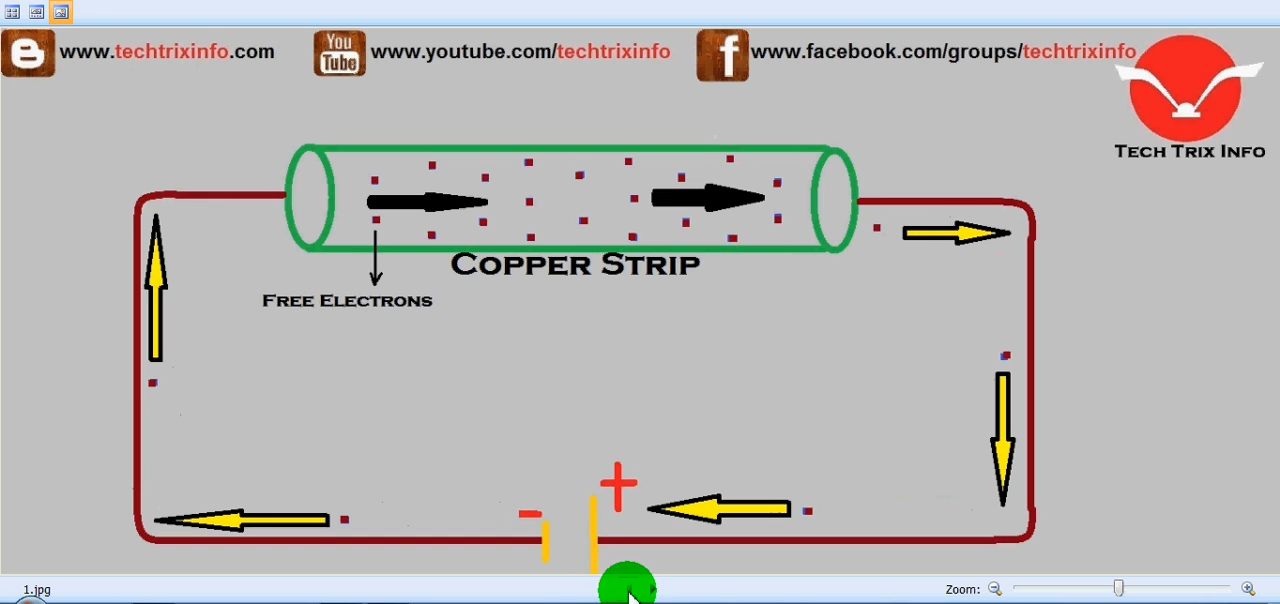 www.techtrixinfo.com
You
Tube
www.youtube.com/techtrixinfo
f
www.facebook.com/groups/techtrixinfo
TECH TRIX INFO
COPPER STRIP
FREE ELECTRONS
- +
1.jpg
Zoom: